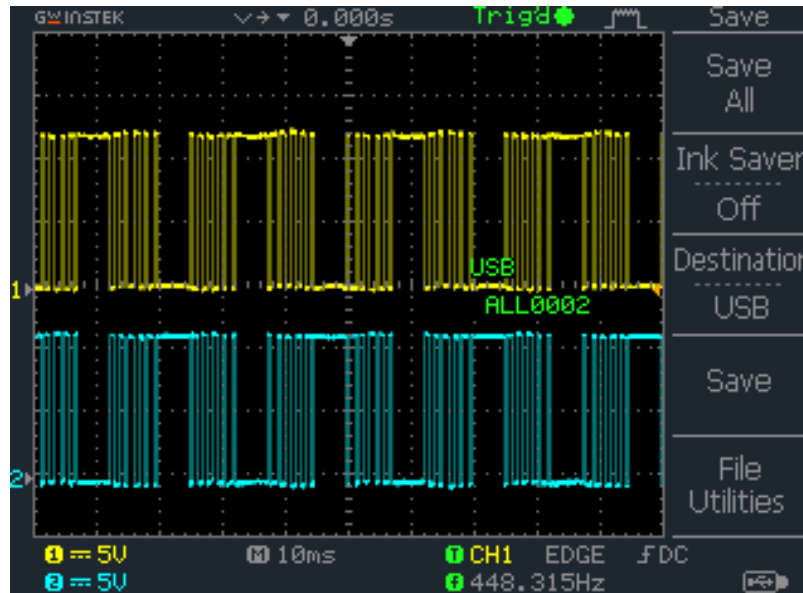 GW INSTEK 0.000s Trig'd Save
Save
All
Ink Saver
Off
Destination
USB
Save
File
Utilities
USB
ALL0002
1
2
1 5V M 10ms T CH1 EDGE DC
2 5V f 448.315Hz